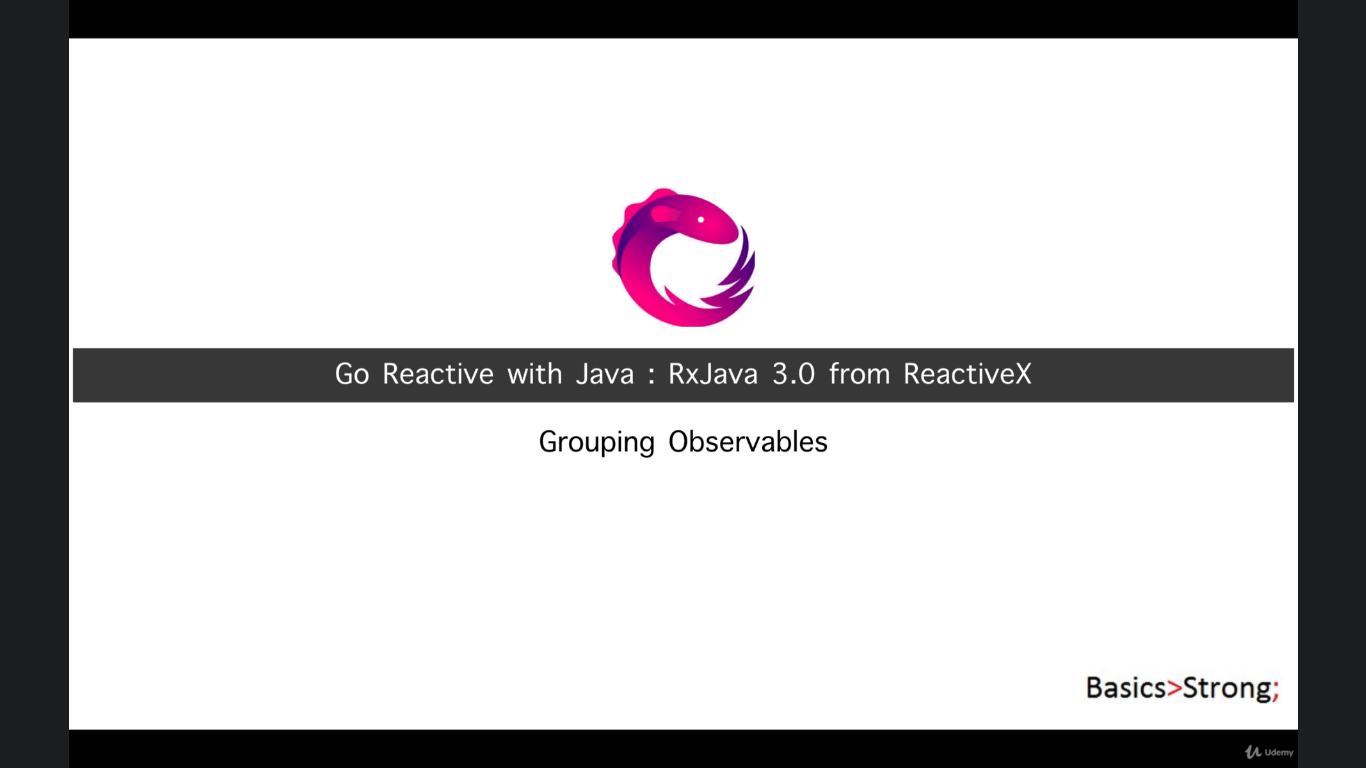 Go Reactive with Java : RxJava 3.0 from ReactiveX
Grouping Observables
Basics>Strong;
Udemy